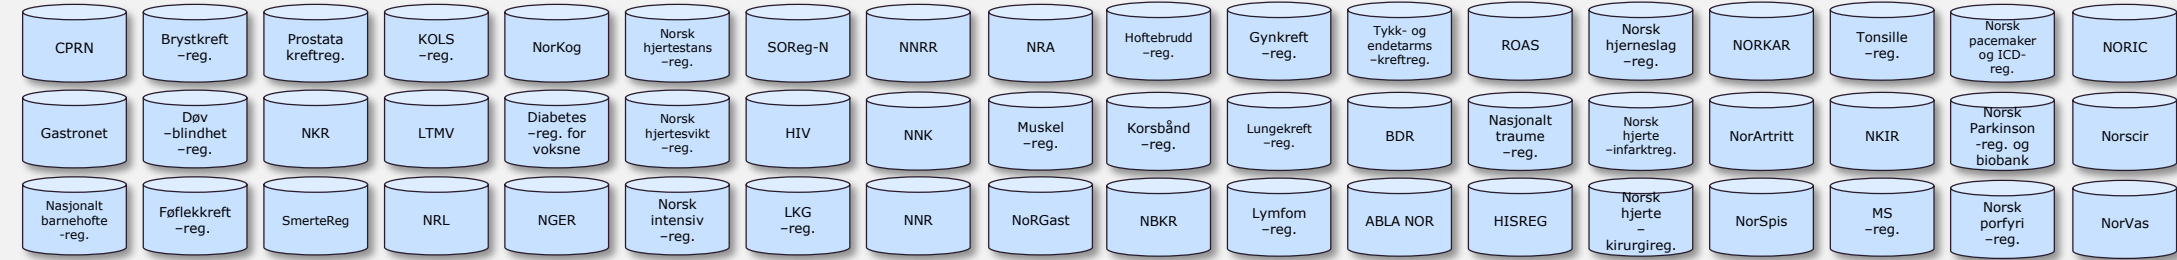 CPRN
Brystkreft
–reg.
Prostata
kreftreg.
KOLS
–reg.
NorKog
Norsk
hjertestans
–reg.
SOReg-N
NNRR
NRA
Hoftebrudd
–reg.
Gynkreft
–reg.
Tykk- og
endetarms
–kreftreg.
ROAS
Norsk
hjerneslag
–reg.
NORKAR
Tonsille
–reg.
Norsk
pacemaker
og ICD-
reg.
NORIC
Gastronet
Døv
–blindhet
–reg.
NKR
LTMV
Diabetes
–reg. for
voksne
Norsk
hjertesvikt
–reg.
HIV
NNK
Muskel
–reg.
Korsbånd
–reg.
Lungekreft
–reg.
BDR
Nasjonalt
traume
–reg.
Norsk
hjerte
–infarktreg.
NorArtritt
NKIR
Norsk
Parkinson
-reg. og
biobank
Norscir
Nasjonalt
barnehofte
-reg.
Føflekkreft
–reg.
SmerteReg
NRL
NGER
Norsk
intensiv
–reg.
LKG
–reg.
NNR
NoRGast
NBKR
Lymfom
–reg.
ABLA NOR
HISREG
Norsk
hjerte
–
kirurgireg.
NorSpis
MS
–reg.
Norsk
porfyri
–reg.
NorVas